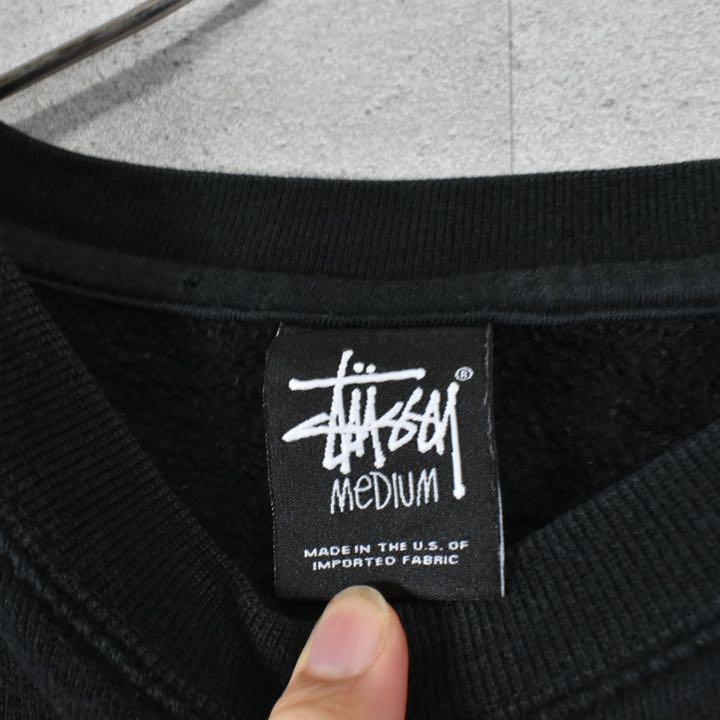 Stüssy ®
MeDIUM
MADE IN THE U.S. OF
IMPORTED FABRIC